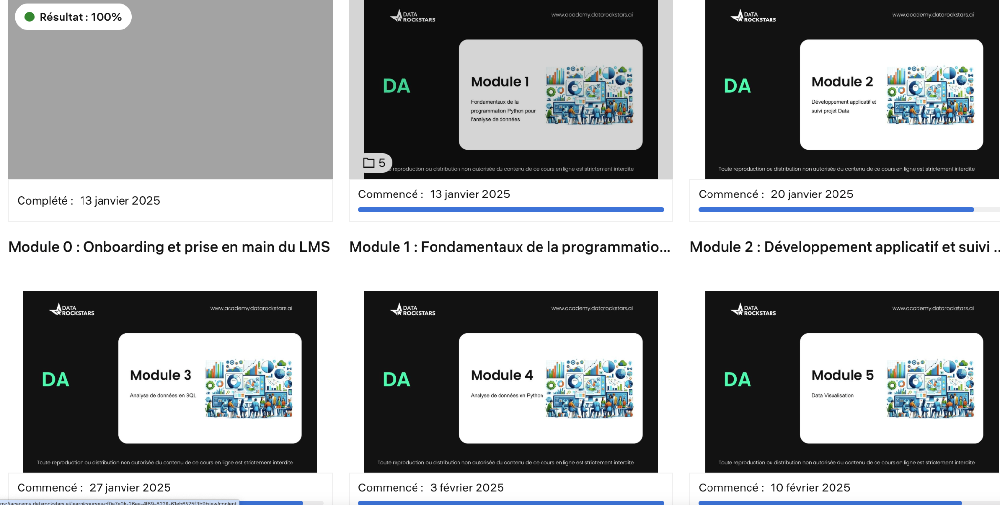 Résultat : 100%
Complété : 13 janvier 2025
Module 0 : Onboarding et prise en main du LMS
DATA
ROCKSTARS
www.academy.datarockstars.ai
DA
Module 1
Fondamentaux de la
programmation Python pour
l'analyse de données
5
reproduction ou distribution non autorisée du contenu de ce cours en ligne est strictement interdite
Commencé : 13 janvier 2025
Module 1 : Fondamentaux de la programmatio...
DATA
ROCKSTARS
www.academy.datarockstars.ai
DA
Module 2
Développement applicatif et
suivi projet Data
Toute reproduction ou distribution non autorisée du contenu de ce cours en ligne est strictement interdite
Commencé : 20 janvier 2025
Module 2 : Développement applicatif et suivi ..
DATA
ROCKSTARS
www.academy.datarockstars.ai
DA
Module 3
Analyse de données en SQL
Toute reproduction ou distribution non autorisée du contenu de ce cours en ligne est strictement interdite
Commencé : 27 janvier 2025
DATA
ROCKSTARS
www.academy.datarockstars.ai
DA
Module 4
Analyse de données en Python
Toute reproduction ou distribution non autorisée du contenu de ce cours en ligne est strictement interdite
Commencé : 3 février 2025
DATA
ROCKSTARS
www.academy.datarockstars.ai
DA
Module 5
Data Visualisation
Toute reproduction ou distribution non autorisée du contenu de ce cours en ligne est strictement interdite
Commencé : 10 février 2025
ps://academy.datarockstars.ai/learn/courses/cf0a7e0b-26ea-4f69-8226-61eb6525f3b9/view/content